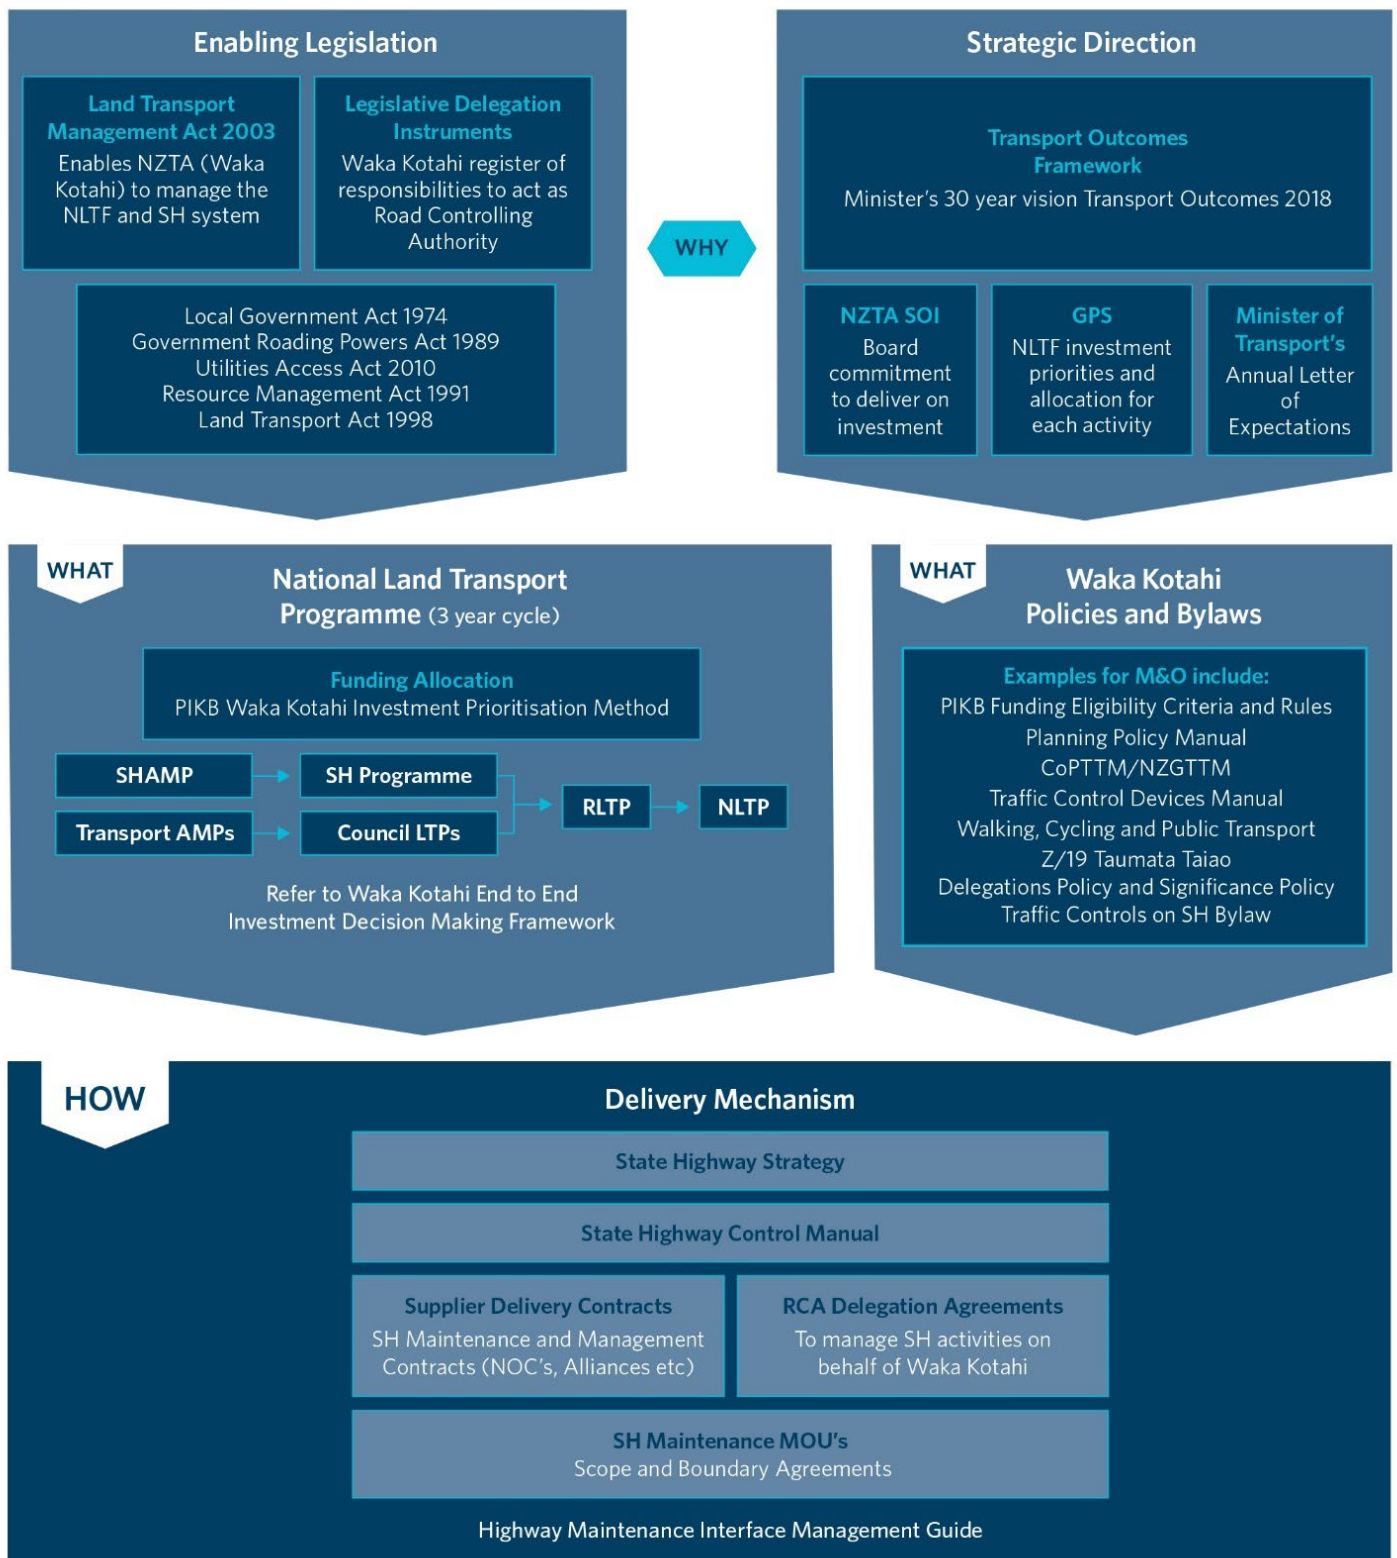 Enabling Legislation
Land Transport
Management Act 2003
Enables NZTA (Waka
Kotahi) to manage the
NLTF and SH system
Legislative Delegation
Instruments
Waka Kotahi register of
responsibilities to act as
Road Controlling
Authority
Local Government Act 1974
Government Roading Powers Act 1989
Utilities Access Act 2010
Resource Management Act 1991
Land Transport Act 1998
WHY
Strategic Direction
Transport Outcomes
Framework
Minister's 30 year vision Transport Outcomes 2018
NZTA SOI
Board
commitment
to deliver on
investment
GPS
NLTF investment
priorities and
allocation for
each activity
Minister of
Transport's
Annual Letter
of
Expectations
WHAT
National Land Transport
Programme (3 year cycle)
Funding Allocation
PIKB Waka Kotahi Investment Prioritisation Method
SHAMP
SH Programme
Transport AMPs
Council LTPs
RLTP
NLTP
Refer to Waka Kotahi End to End
Investment Decision Making Framework
WHAT
Waka Kotahi
Policies and Bylaws
Examples for M&O include:
PIKB Funding Eligibility Criteria and Rules
Planning Policy Manual
CoPTTM/NZGTTM
Traffic Control Devices Manual
Walking, Cycling and Public Transport
Z/19 Taumata Taiao
Delegations Policy and Significance Policy
Traffic Controls on SH Bylaw
HOW
Delivery Mechanism
State Highway Strategy
State Highway Control Manual
Supplier Delivery Contracts
SH Maintenance and Management
Contracts (NOC's, Alliances etc)
RCA Delegation Agreements
To manage SH activities on
behalf of Waka Kotahi
SH Maintenance MOU's
Scope and Boundary Agreements
Highway Maintenance Interface Management Guide